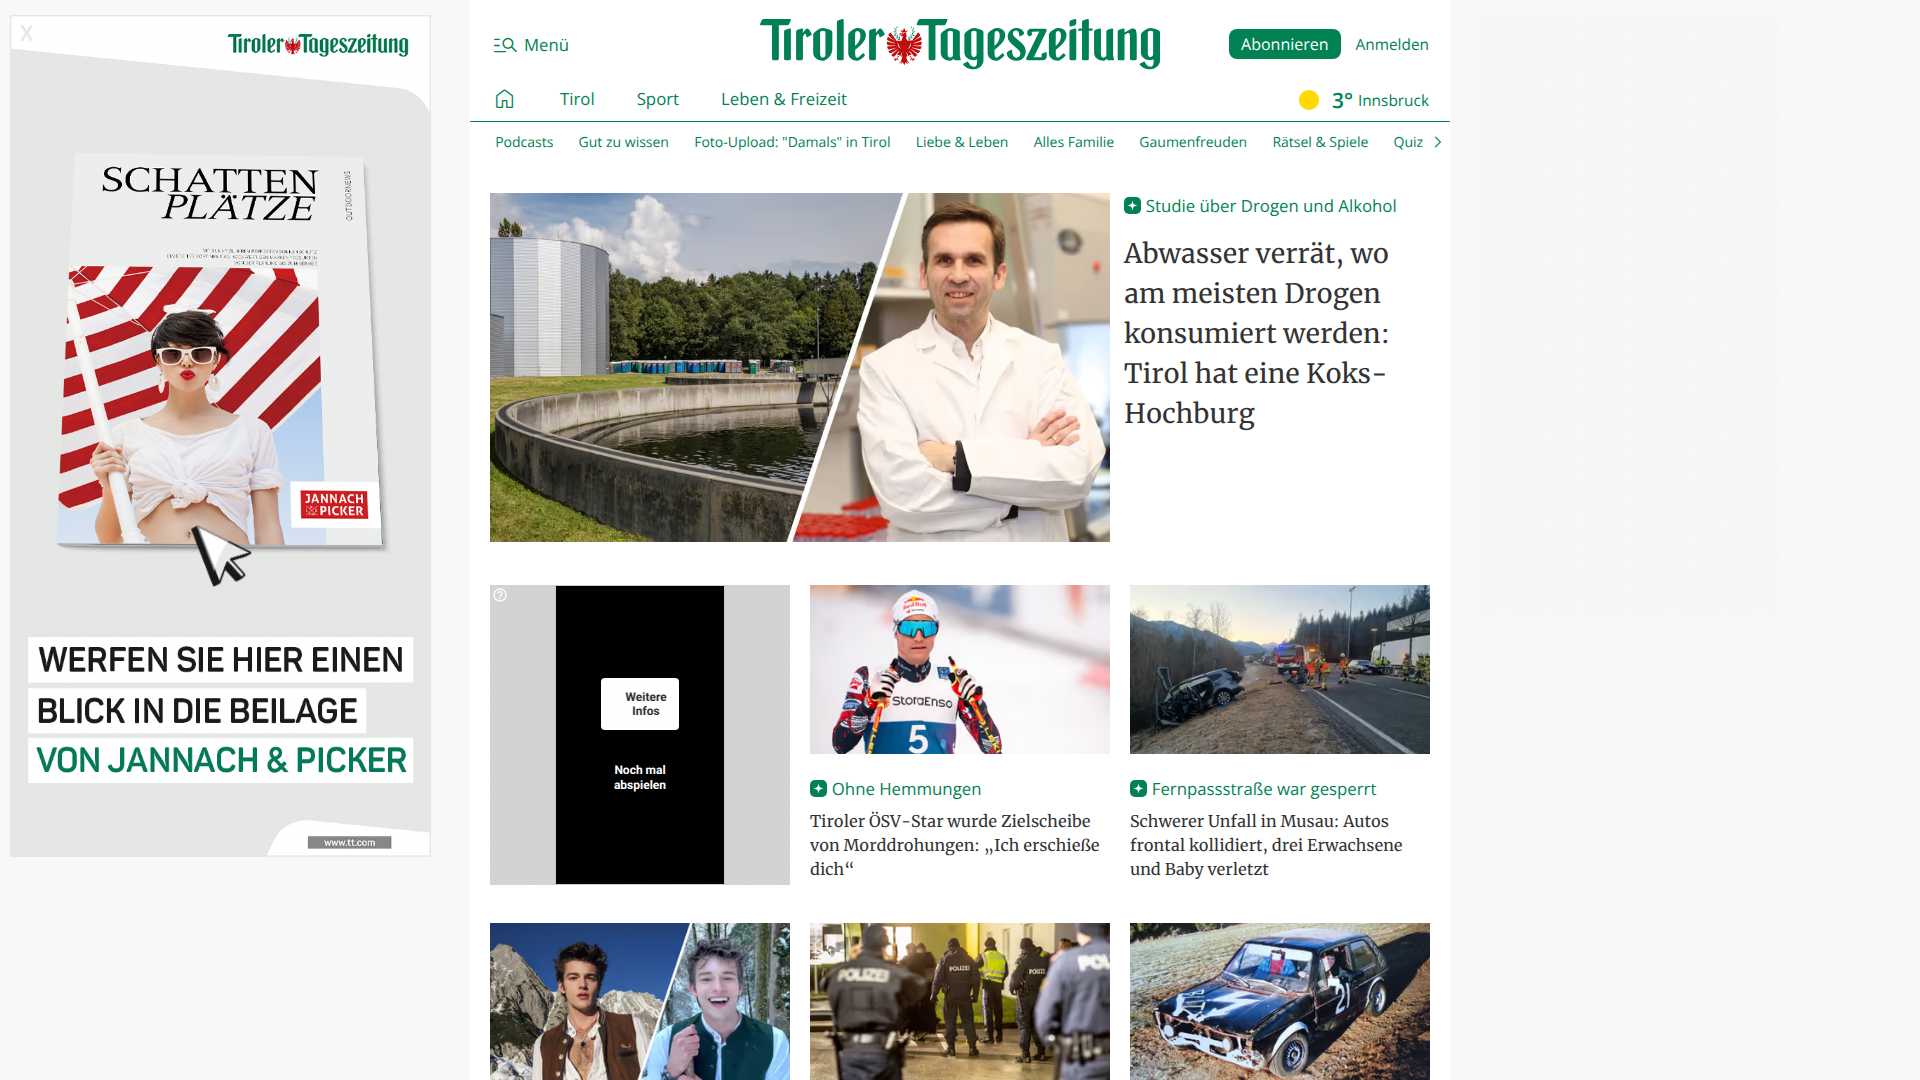 X
Tiroler Tageszeitung
SCHATTEN
PLÄTZE
OUTDOORNEWS
JANNACH
PICKER
WERFEN SIE HIER EINEN
BLICK IN DIE BEILAGE
VON JANNACH & PICKER
www.tt.com
Menü
Tiroler Tageszeitung
Abonnieren
Anmelden
Tirol
Sport
Leben & Freizeit
3° Innsbruck
Podcasts
Gut zu wissen
Foto-Upload: "Damals" in Tirol
Liebe & Leben
Alles Familie
Gaumenfreuden
Rätsel & Spiele
Quiz
Studie über Drogen und Alkohol
Abwasser verrät, wo
am meisten Drogen
konsumiert werden:
Tirol hat eine Koks-
Hochburg
Weitere
Infos
Noch mal
abspielen
Red Bull
StoraEnso
5
Ohne Hemmungen
Tiroler ÖSV-Star wurde Zielscheibe
von Morddrohungen: „Ich erschieße
dich“
Fernpassstraße war gesperrt
Schwerer Unfall in Musau: Autos
frontal kollidiert, drei Erwachsene
und Baby verletzt
POLIZEI
POLIZEI
POLIZEI
POL
21